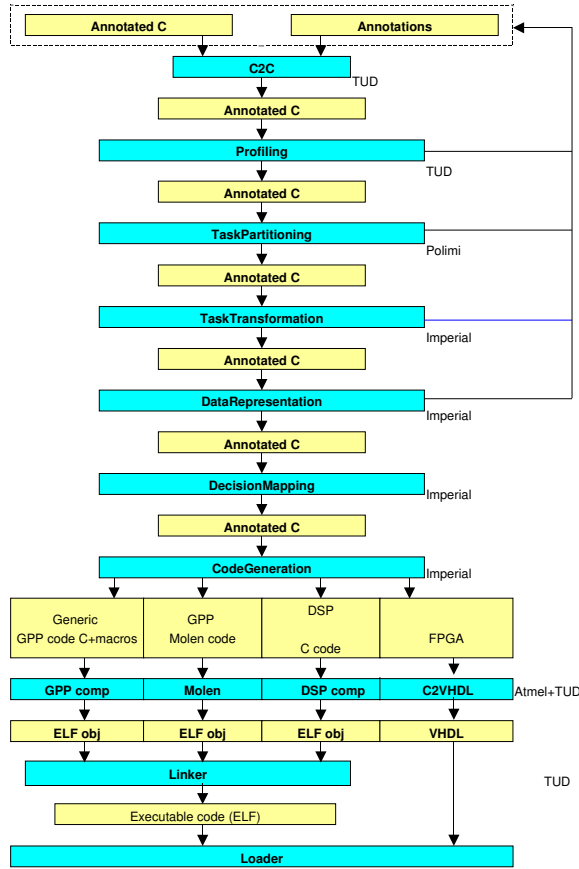 Annotated C
Annotations
C2C
TUD
Annotated C
Profiling
TUD
Annotated C
TaskPartitioning
Polimi
Annotated C
TaskTransformation
Imperial
Annotated C
DataRepresentation
Imperial
Annotated C
DecisionMapping
Imperial
Annotated C
CodeGeneration
Imperial
Generic
GPP code C+macros
GPP
Molen code
DSP
C code
FPGA
GPP comp
Molen
DSP comp
C2VHDL
Atmel+TUD
ELF obj
ELF obj
ELF obj
VHDL
Linker
TUD
Executable code (ELF)
Loader